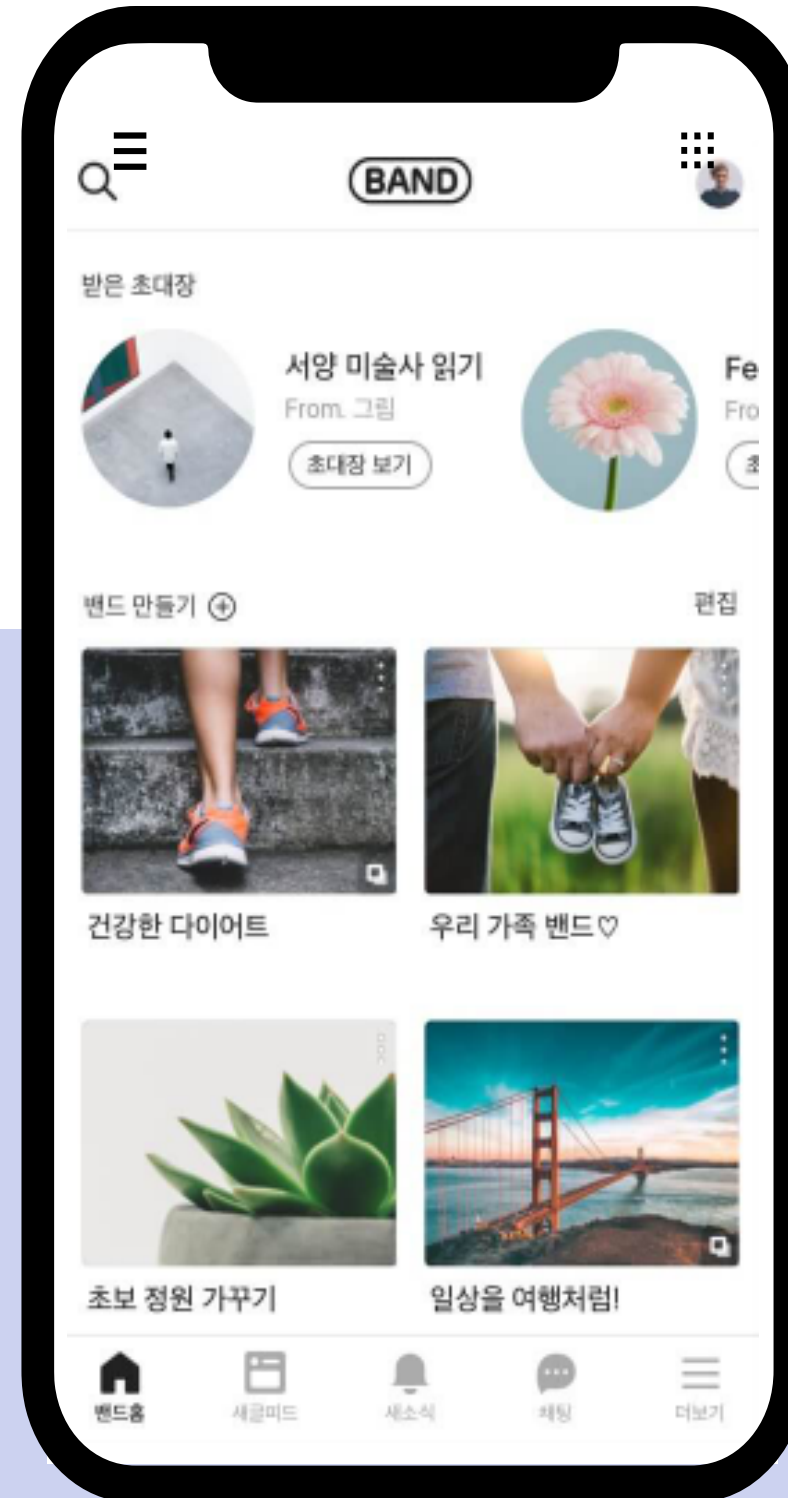 BAND
받은 초대장
서양 미술사 읽기
From. 그림
초대장 보기
Fe
Fro
초
밴드 만들기
편집
건강한 다이어트
우리 가족 밴드♡
초보 정원 가꾸기
일상을 여행처럼!
밴드홈 새글피드 새소식 채팅 더보기